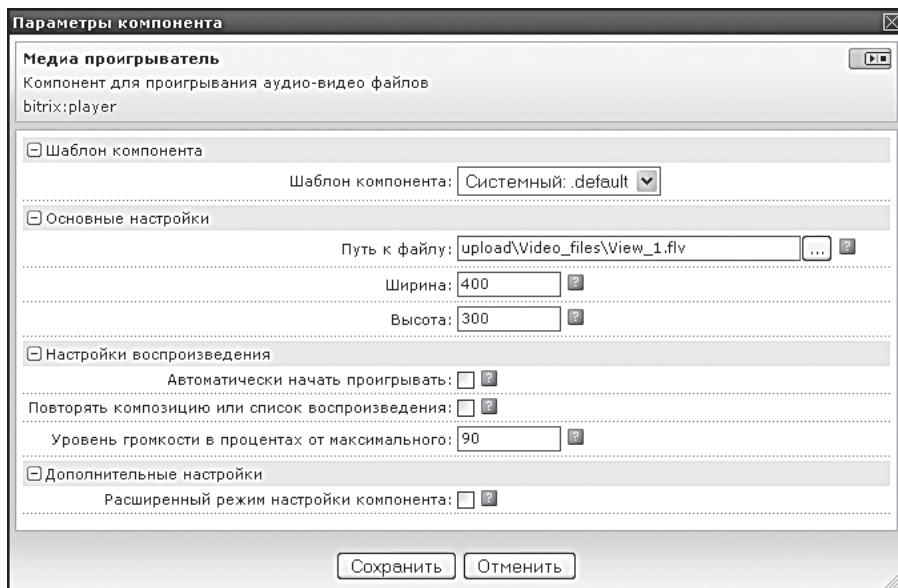 Параметры компонента
Медиа проигрыватель
Компонент для проигрывания аудио-видео файлов
bitrix:player
Шаблон компонента
Шаблон компонента: Системный: .default
Основные настройки
Путь к файлу: upload\Video_files\View_1.flv ... ?
Ширина: 400 ?
Высота: 300 ?
Настройки воспроизведения
Автоматически начать проигрывать: ?
Повторять композицию или список воспроизведения: ?
Уровень громкости в процентах от максимального: 90 ?
Дополнительные настройки
Расширенный режим настройки компонента: ?
Сохранить Отменить